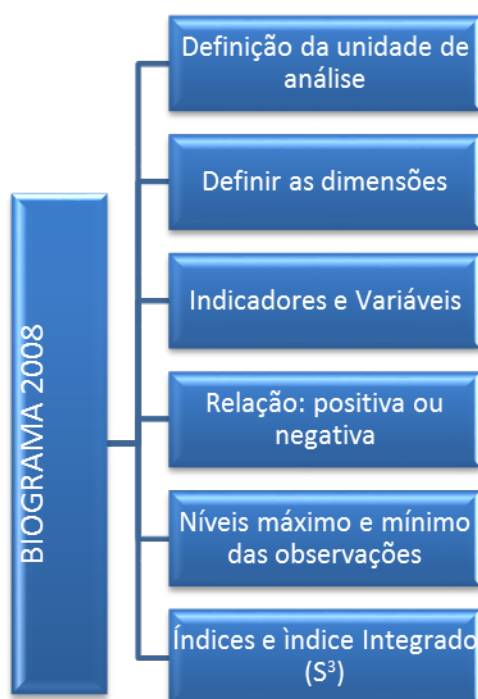 BIOGRAMA 2008
Definição da unidade de
análise
Definir as dimensões
Indicadores e Variáveis
Relação: positiva ou
negativa
Níveis máximo e mínimo
das observações
Índices e ìndice Integrado
(S³)